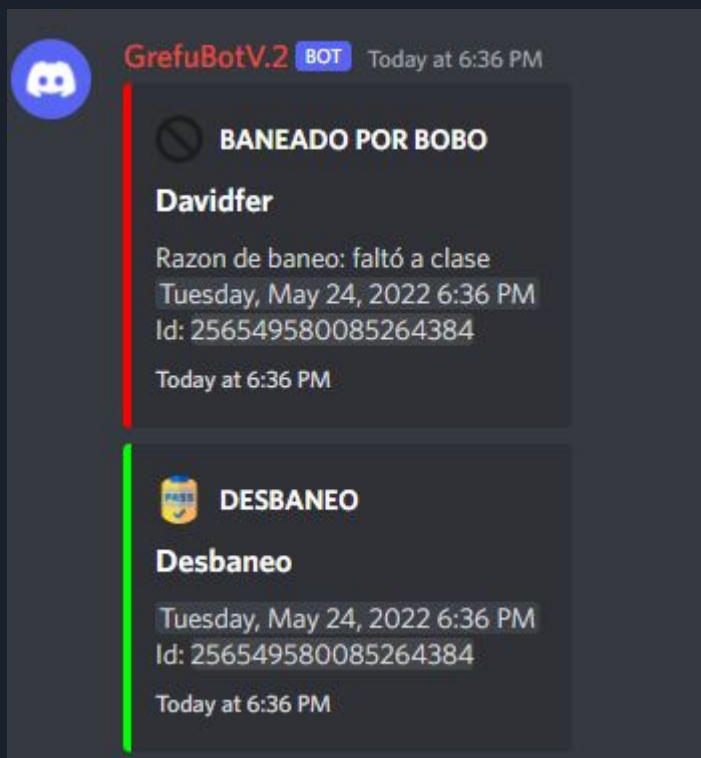 GrefuBotV.2 BOT Today at 6:36 PM
BANEADO POR BOBO
Davidfer
Razon de baneo: faltó a clase
Tuesday, May 24, 2022 6:36 PM
Id: 256549580085264384
Today at 6:36 PM
PASS
DESBANEO
Desbaneo
Tuesday, May 24, 2022 6:36 PM
Id: 256549580085264384
Today at 6:36 PM